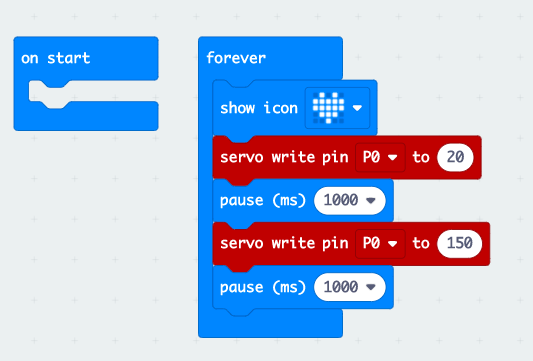 on start
forever
show icon
servo write pin P0 to 20
pause (ms) 1000
servo write pin P0 to 150
pause (ms) 1000